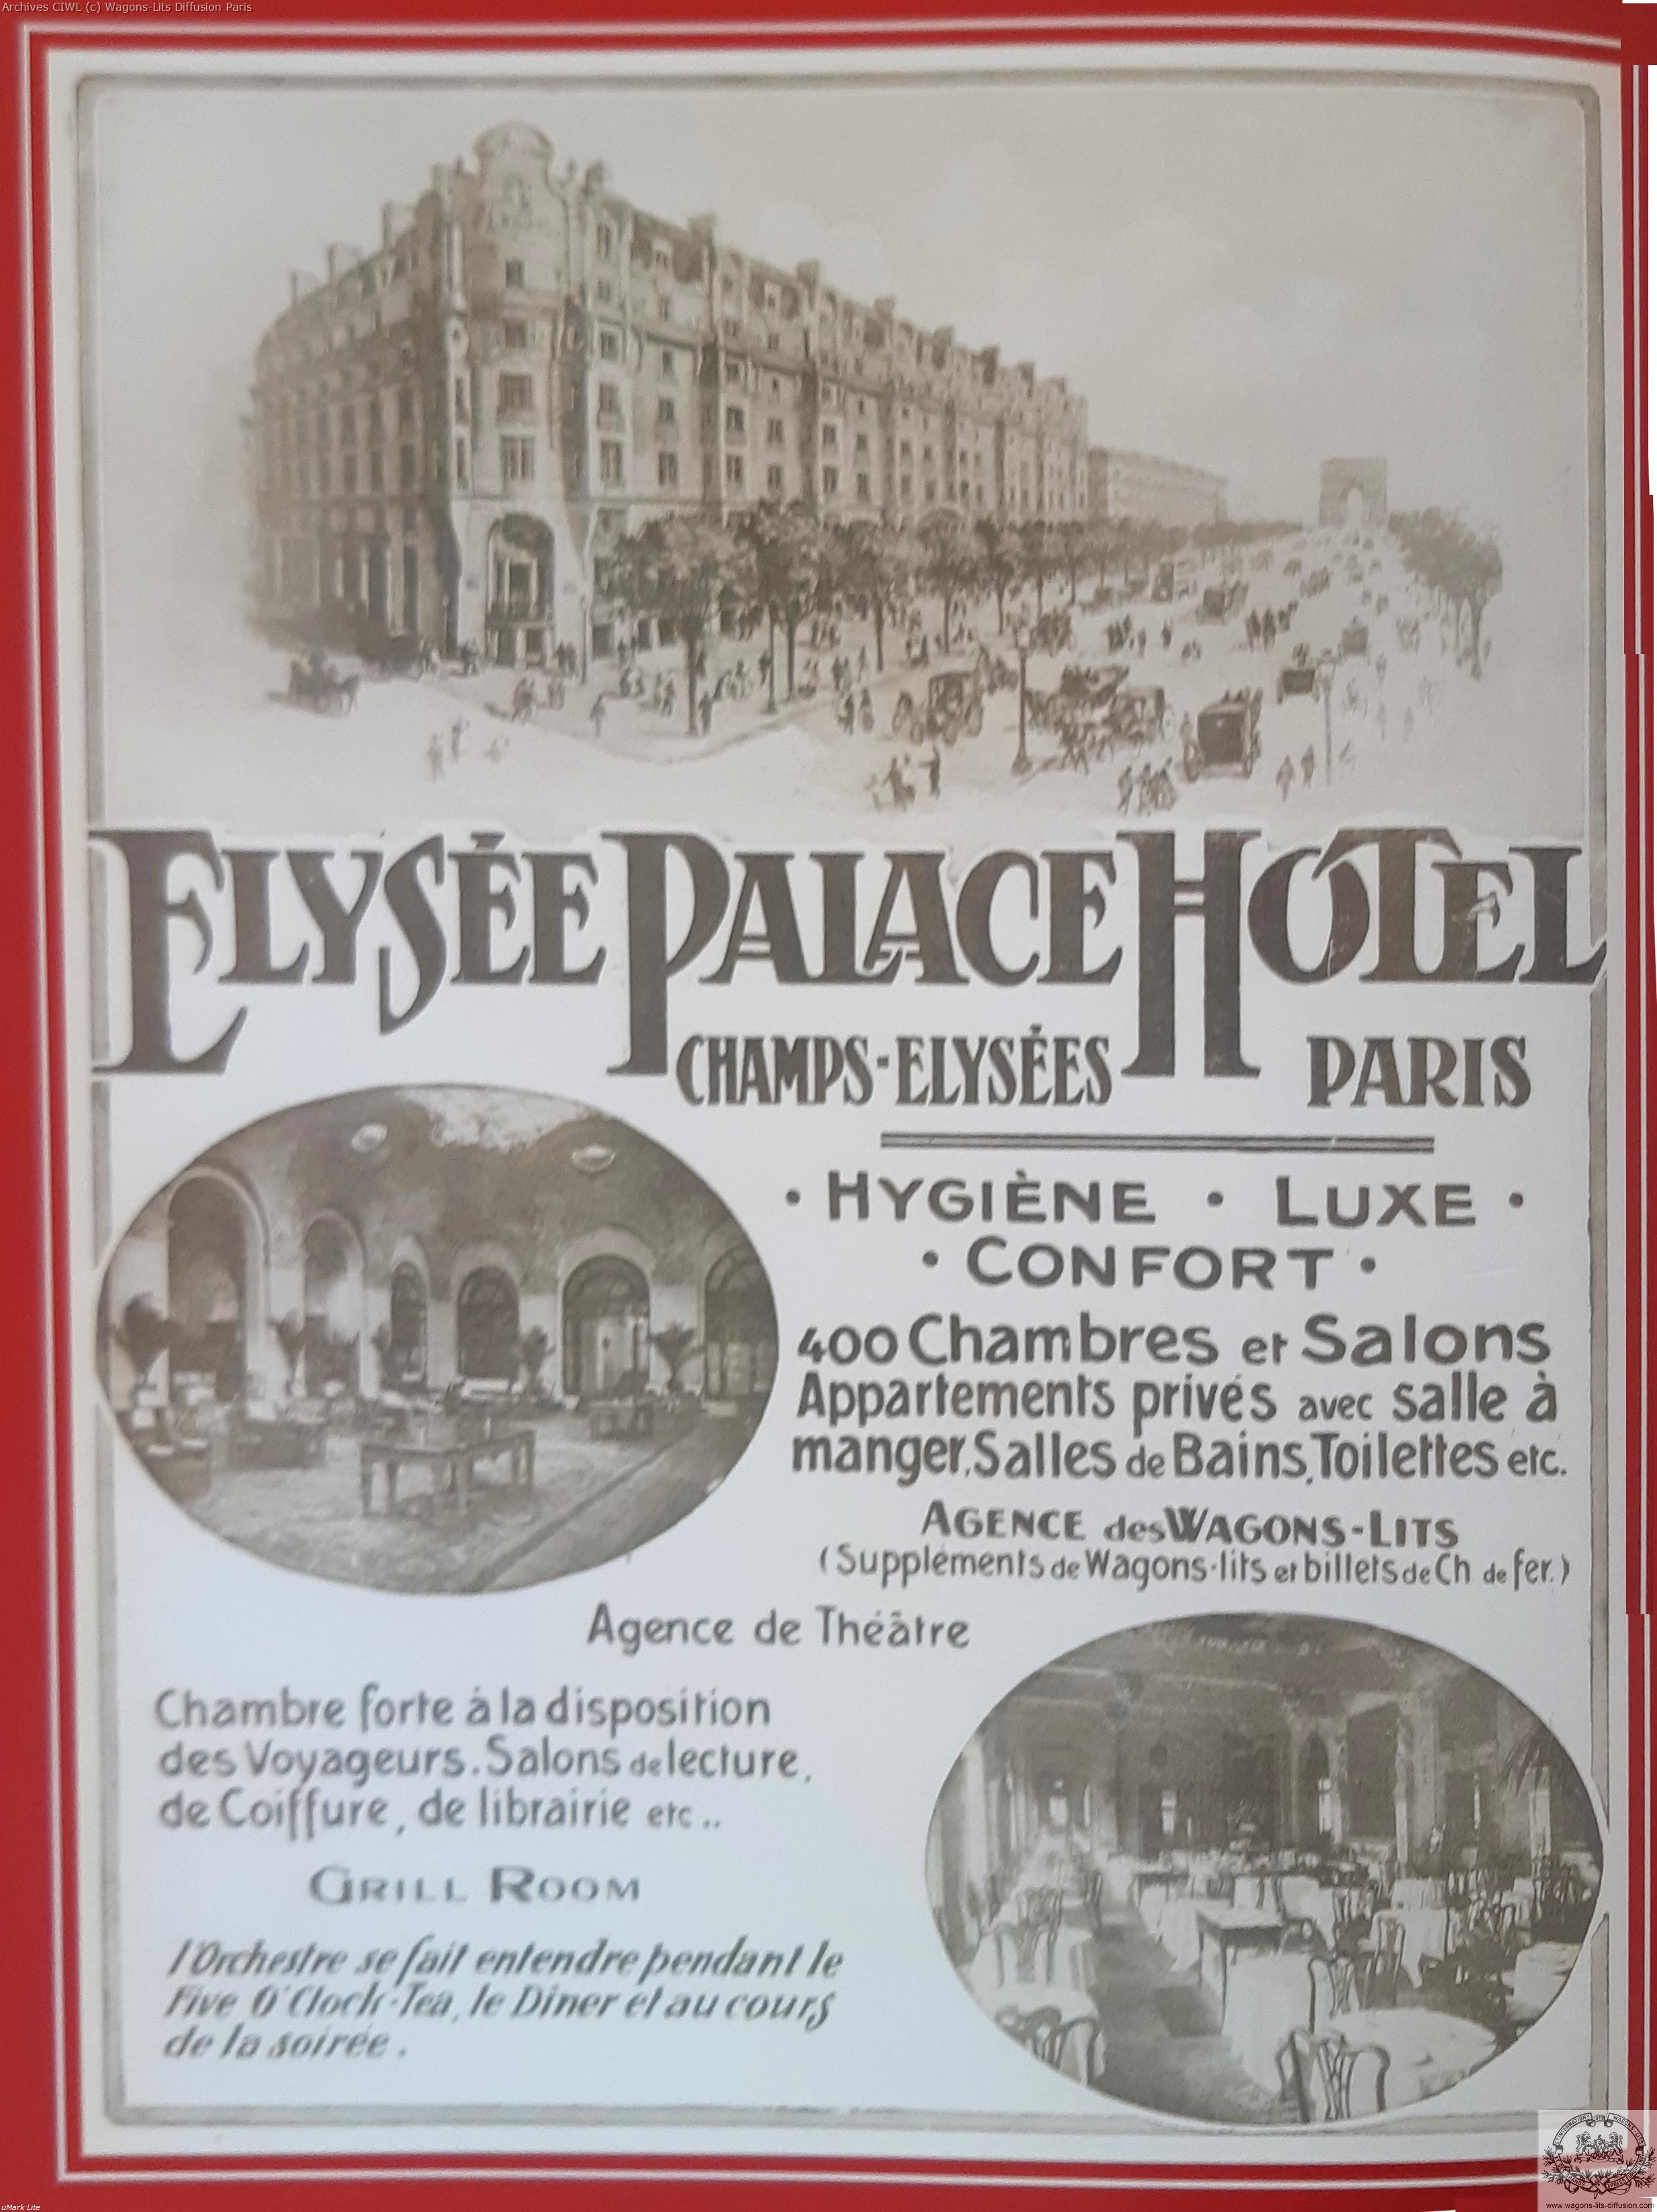 Archives CIWL (c) Wagons-Lits Diffusion Paris
ELYSÉE PALACE HOTEL
CHAMPS-ELYSÉES PARIS
• HYGIÈNE • LUXE •
• CONFORT •
400 Chambres et Salons
Appartements privés avec salle à
manger, Salles de Bains, Toilettes etc.
AGENCE des WAGONS-LITS
(Suppléments de Wagons-lits et billets de Ch de fer.)
Agence de Théâtre
Chambre forte à la disposition
des Voyageurs. Salons de lecture,
de Coiffure, de librairie etc..
GRILL ROOM
l'Orchestre se fait entendre pendant le
Five O'Clock-Tea, le Diner et au cours
de la soirée.
www.wagons-lits-diffusion.com
uMark Lite